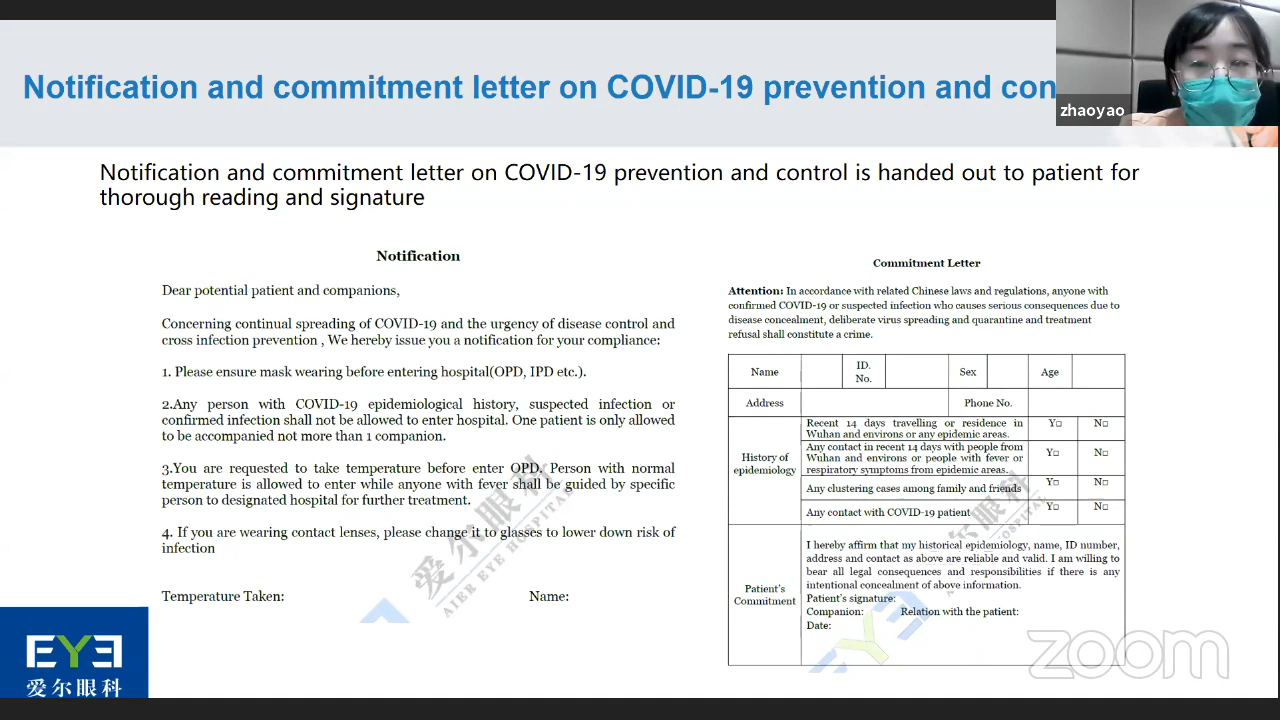 Notification and commitment letter on COVID-19 prevention and con
zhaoyao
Notification and commitment letter on COVID-19 prevention and control is handed out to patient for
thorough reading and signature
Notification
Dear potential patient and companions,
Concerning continual spreading of COVID-19 and the urgency of disease control and
cross infection prevention , We hereby issue you a notification for your compliance:
1. Please ensure mask wearing before entering hospital(OPD, IPD etc.).
2.Any person with COVID-19 epidemiological history, suspected infection or
confirmed infection shall not be allowed to enter hospital. One patient is only allowed
to be accompanied not more than 1 companion.
3.You are requested to take temperature before enter OPD. Person with normal
temperature is allowed to enter while anyone with fever shall be guided by specific
person to designated hospital for further treatment.
4. If you are wearing contact lenses, please change it to glasses to lower down risk of
infection
Temperature Taken: Name:
爱尔眼科
AIER EYE HOSPITAL
Commitment Letter
Attention: In accordance with related Chinese laws and regulations, anyone with
confirmed COVID-19 or suspected infection who causes serious consequences due to
disease concealment, deliberate virus spreading and quarantine and treatment
refusal shall constitute a crime.
Name ID. No. Sex Age
Address Phone No.
History of
epidemiology
Recent 14 days travelling or residence in
Wuhan and environs or any epidemic areas.
Y□ N□
Any contact in recent 14 days with people from
Wuhan and environs or people with fever or
respiratory symptoms from epidemic areas.
Y□ N□
Any clustering cases among family and friends
Y□ N□
Any contact with COVID-19 patient
Y□ N□
Patient's
Commitment
I hereby affirm that my historical epidemiology, name, ID number,
address and contact as above are reliable and valid. I am willing to
bear all legal consequences and responsibilities if there is any
intentional concealment of above information.
Patient's signature:
Companion: Relation with the patient:
Date:
EYE
爱尔眼科
zoom